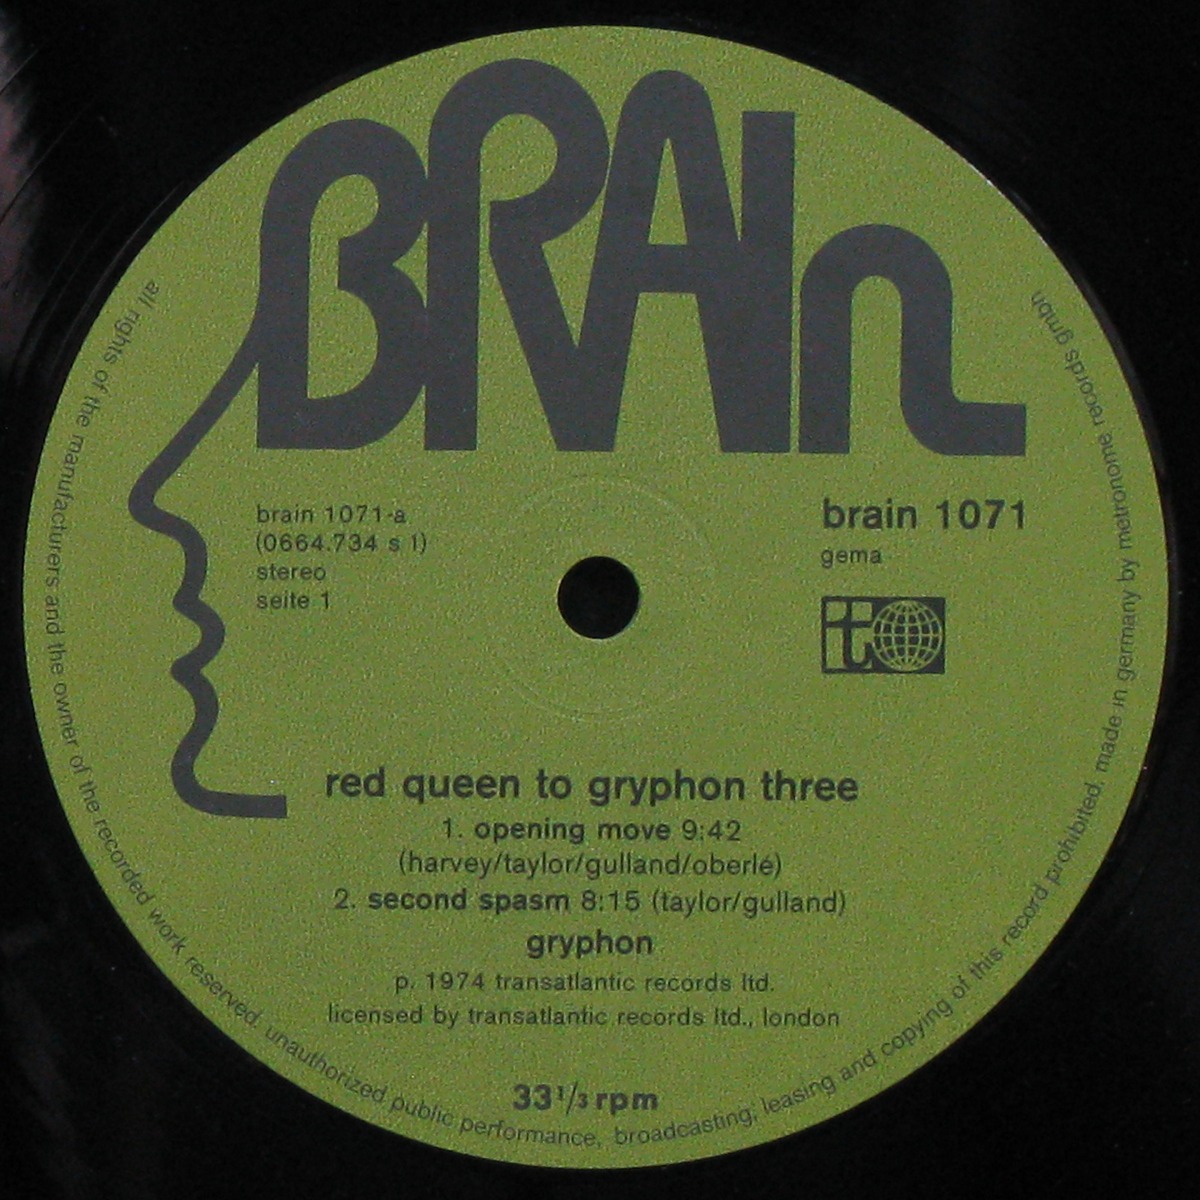 BRAIn
brain 1071-a
(0664.734 s 1)
stereo
seite 1
brain 1071
gema
it
red queen to gryphon three
1. opening move 9:42
(harvey/taylor/gulland/oberlé)
2. second spasm 8:15 (taylor/gulland)
gryphon
p. 1974 transatlantic records ltd.
licensed by transatlantic records ltd., london
33 1/3 rpm
all rights of the manufacturers and the owner of the recorded work reserved. unauthorized public performance, broadcasting, leasing and copying of this record prohibited. made in germany by metronome records gmbh